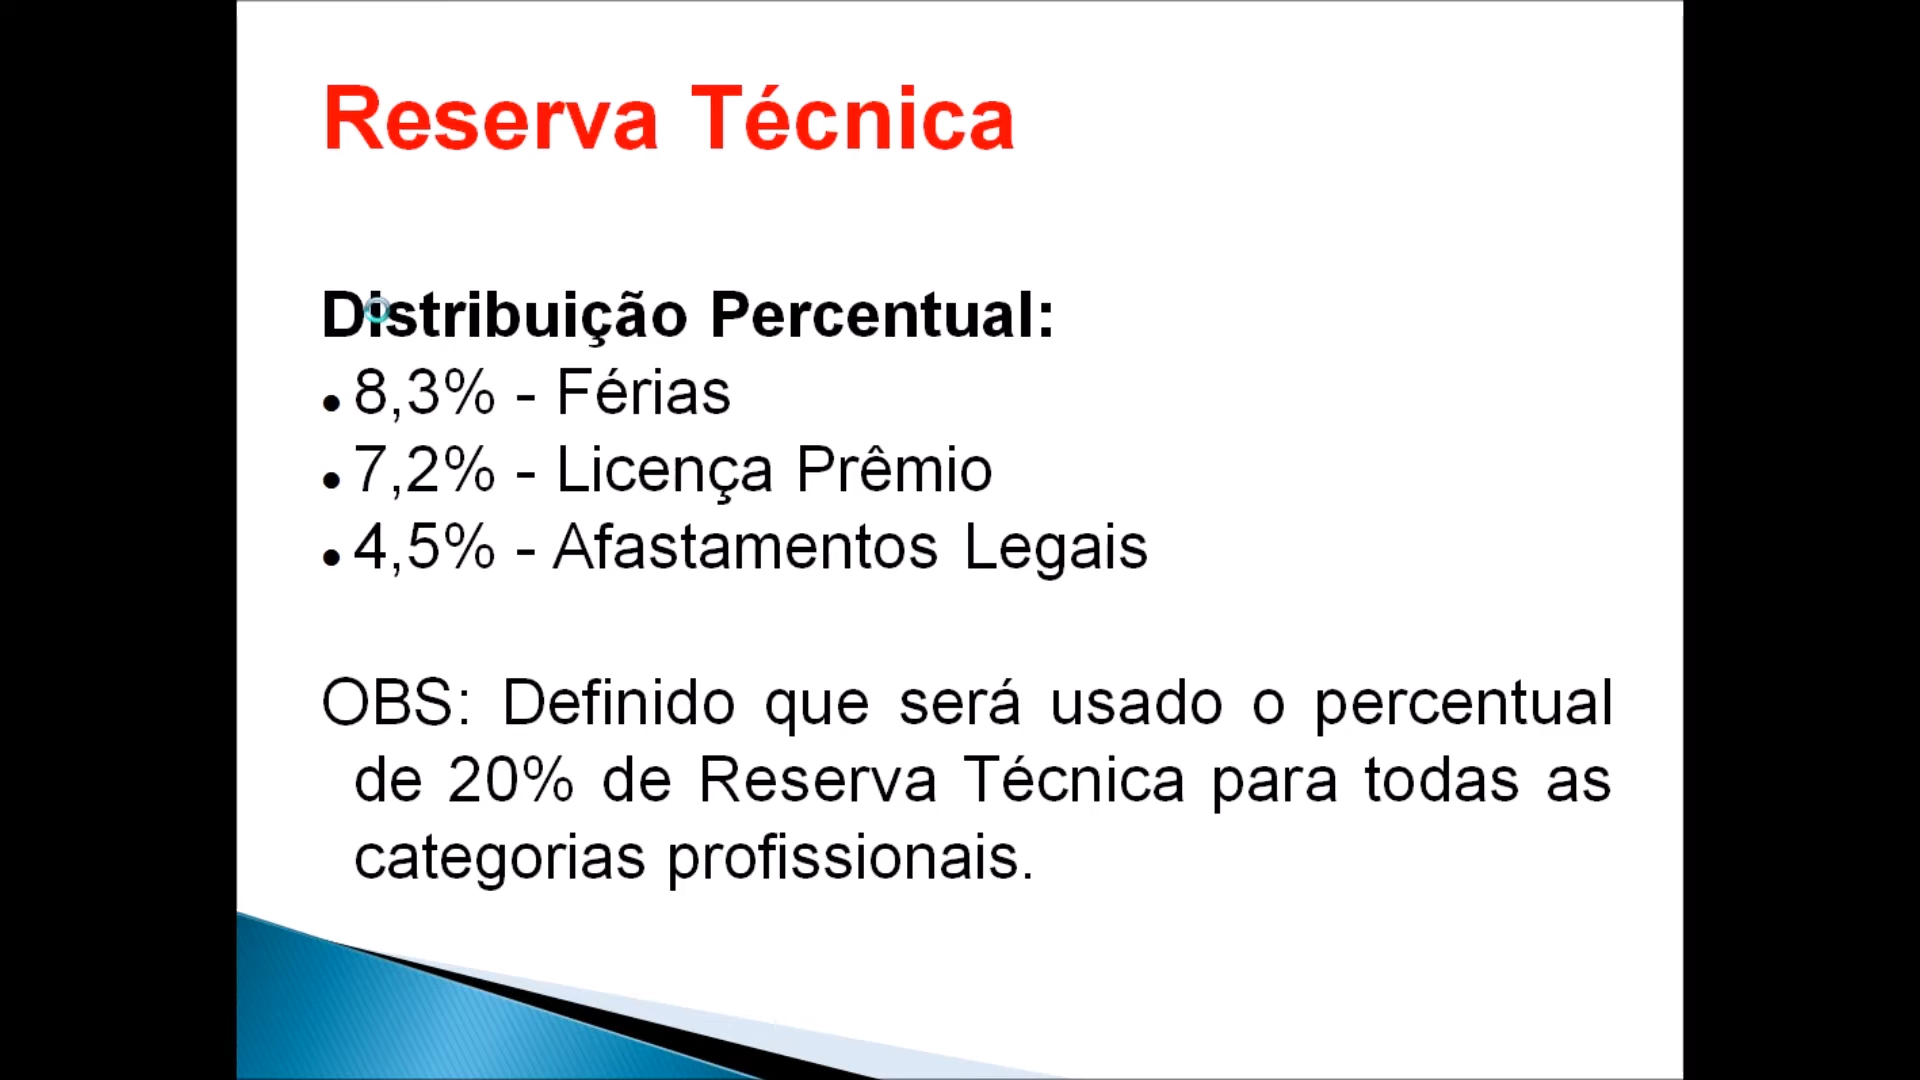 Reserva Técnica
Distribuição Percentual:
• 8,3% - Férias
• 7,2% - Licença Prêmio
• 4,5% - Afastamentos Legais
OBS: Definido que será usado o percentual
de 20% de Reserva Técnica para todas as
categorias profissionais.